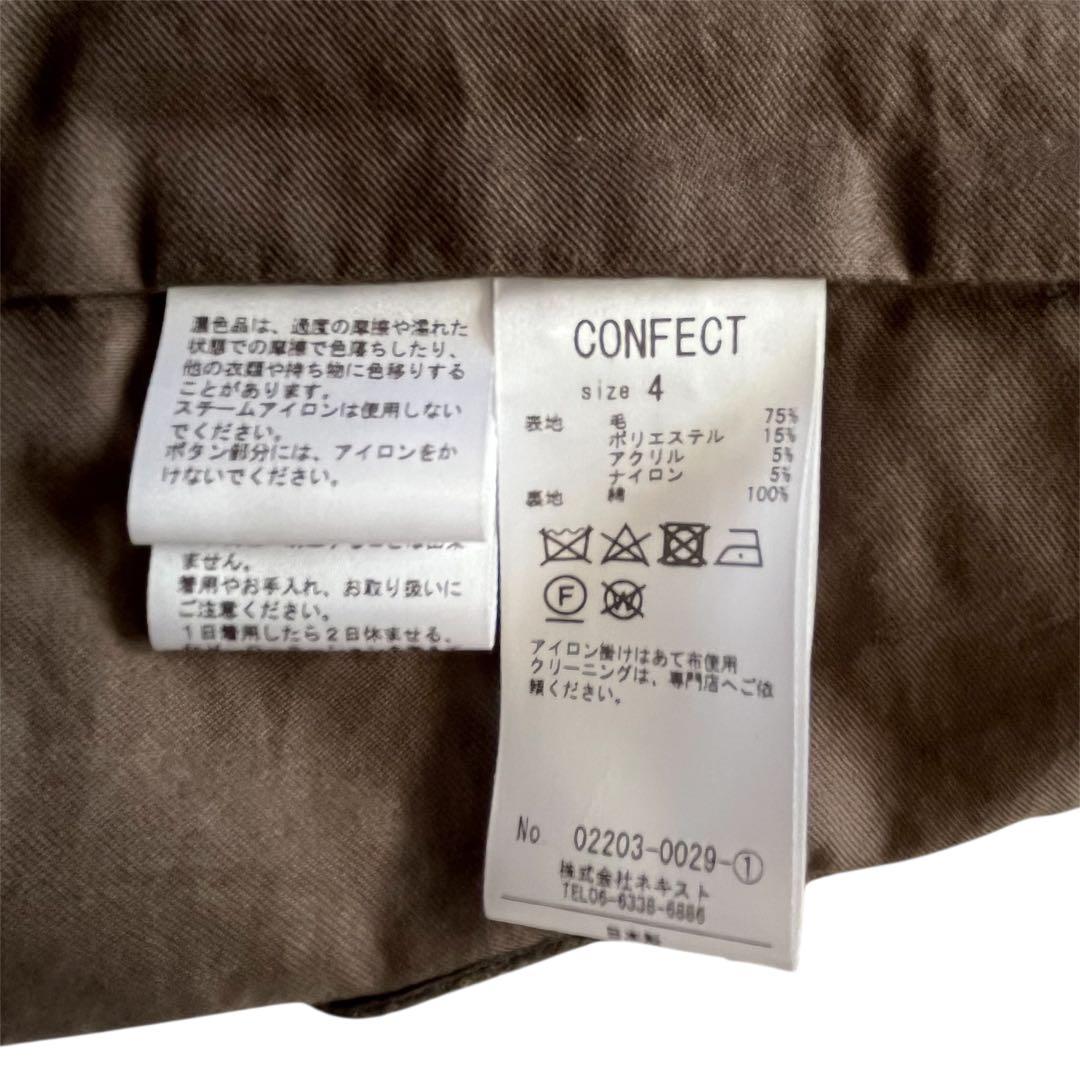 濃色品は、過度の摩擦や濡れた
状態での摩擦で色落ちしたり、
他の衣類や持ち物に色移りする
ことがあります。
スチームアイロンは使用しない
でください。
ボタン部分には、アイロンをか
けないでください。
ません。
着用やお手入れ、お取り扱いに
ご注意ください。
1日着用したら2日休ませる、
CONFECT
size 4
表地 毛 75%
ポリエステル 15%
アクリル 5%
ナイロン 5%
裏地 綿 100%
F
W
アイロン掛けはあて布使用
クリーニングは、専門店へご依
頼ください。
No 02203-0029-①
株式会社ネキスト
TEL06-6338-6886
日本製